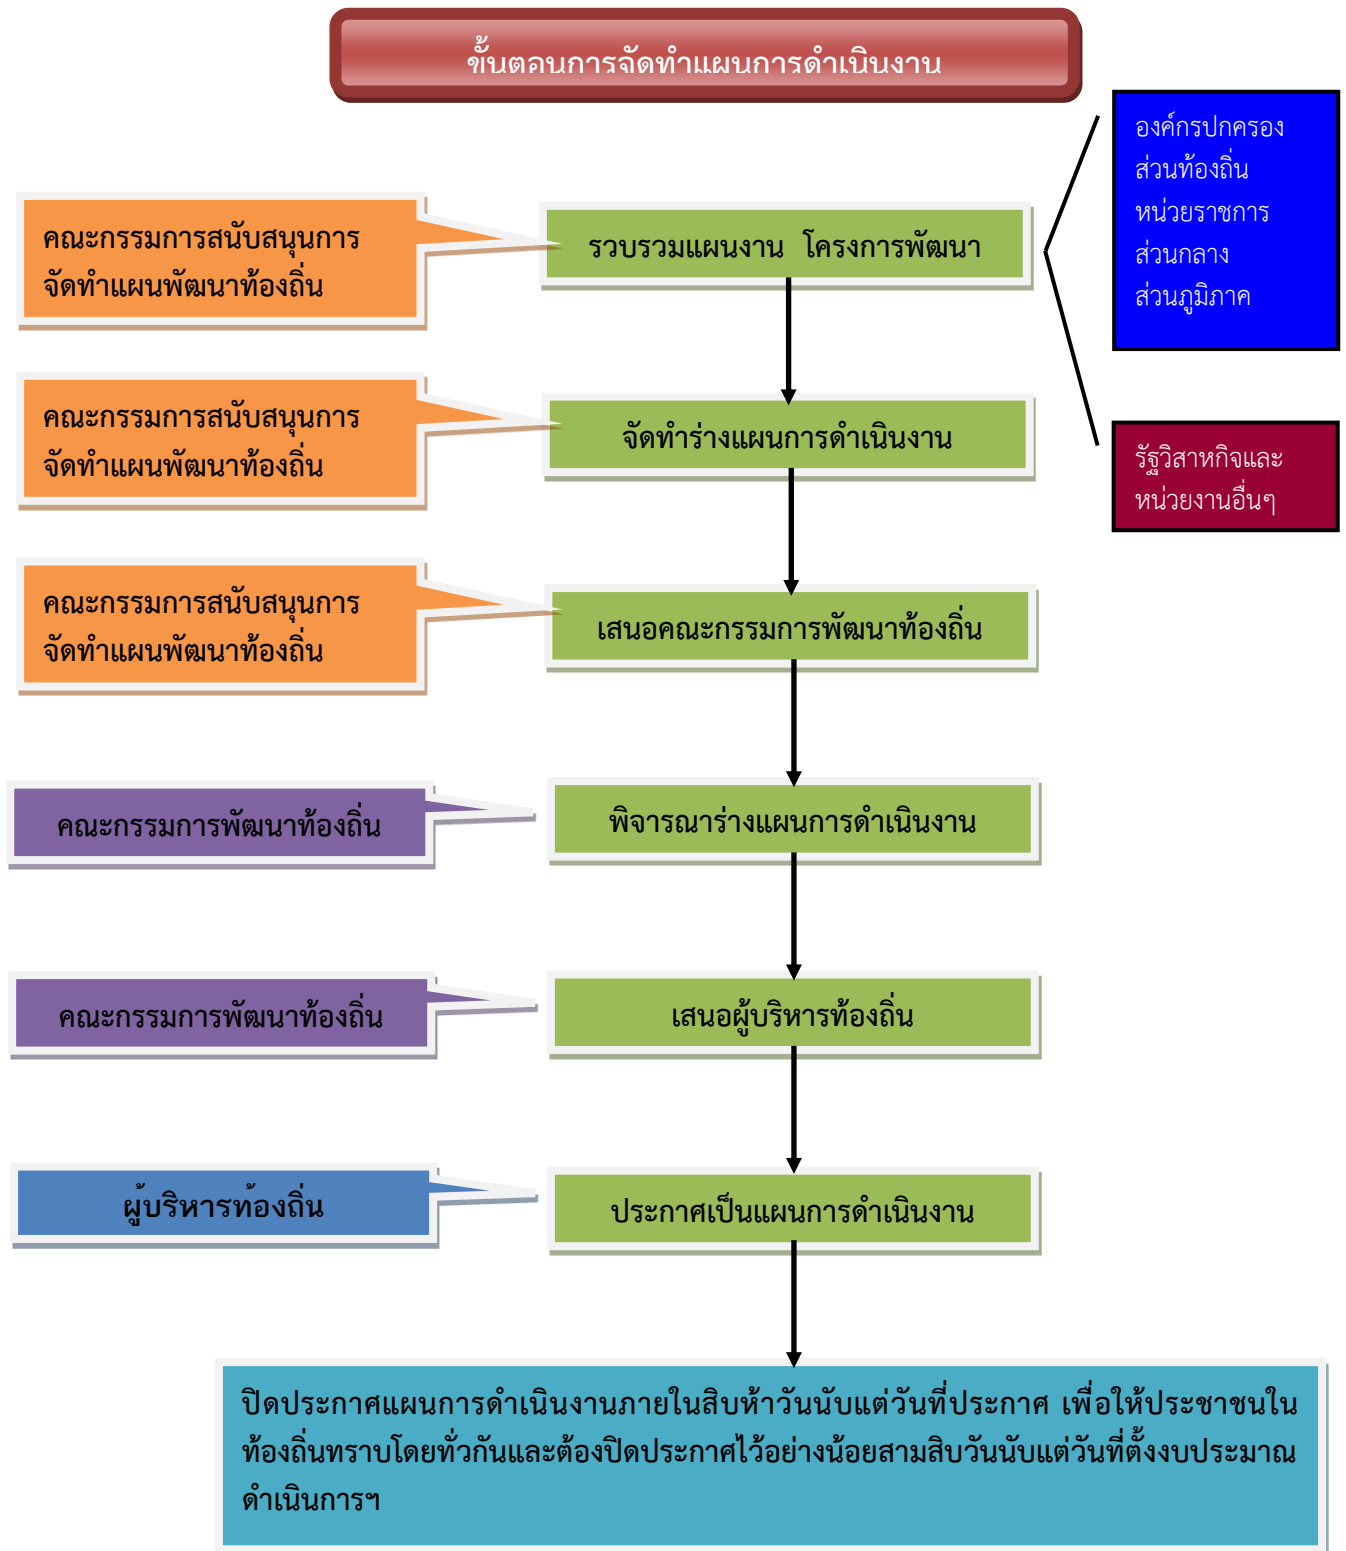 ขั้นตอนการจัดทำแผนการดำเนินงาน
องค์กรปกครอง
ส่วนท้องถิ่น
หน่วยราชการ
ส่วนกลาง
ส่วนภูมิภาค
คณะกรรมการสนับสนุนการ
จัดทำแผนพัฒนาท้องถิ่น
รวบรวมแผนงาน โครงการพัฒนา
คณะกรรมการสนับสนุนการ
จัดทำแผนพัฒนาท้องถิ่น
จัดทำร่างแผนการดำเนินงาน
รัฐวิสาหกิจและ
หน่วยงานอื่นๆ
คณะกรรมการสนับสนุนการ
จัดทำแผนพัฒนาท้องถิ่น
เสนอคณะกรรมการพัฒนาท้องถิ่น
คณะกรรมการพัฒนาท้องถิ่น
พิจารณาร่างแผนการดำเนินงาน
คณะกรรมการพัฒนาท้องถิ่น
เสนอผู้บริหารท้องถิ่น
ผู้บริหารท้องถิ่น
ประกาศเป็นแผนการดำเนินงาน
ปิดประกาศแผนการดำเนินงานภายในสิบห้าวันนับแต่วันที่ประกาศ เพื่อให้ประชาชนใน
ท้องถิ่นทราบโดยทั่วกันและต้องปิดประกาศไว้อย่างน้อยสามสิบวันนับแต่วันที่ตั้งงบประมาณ
ดำเนินการฯ